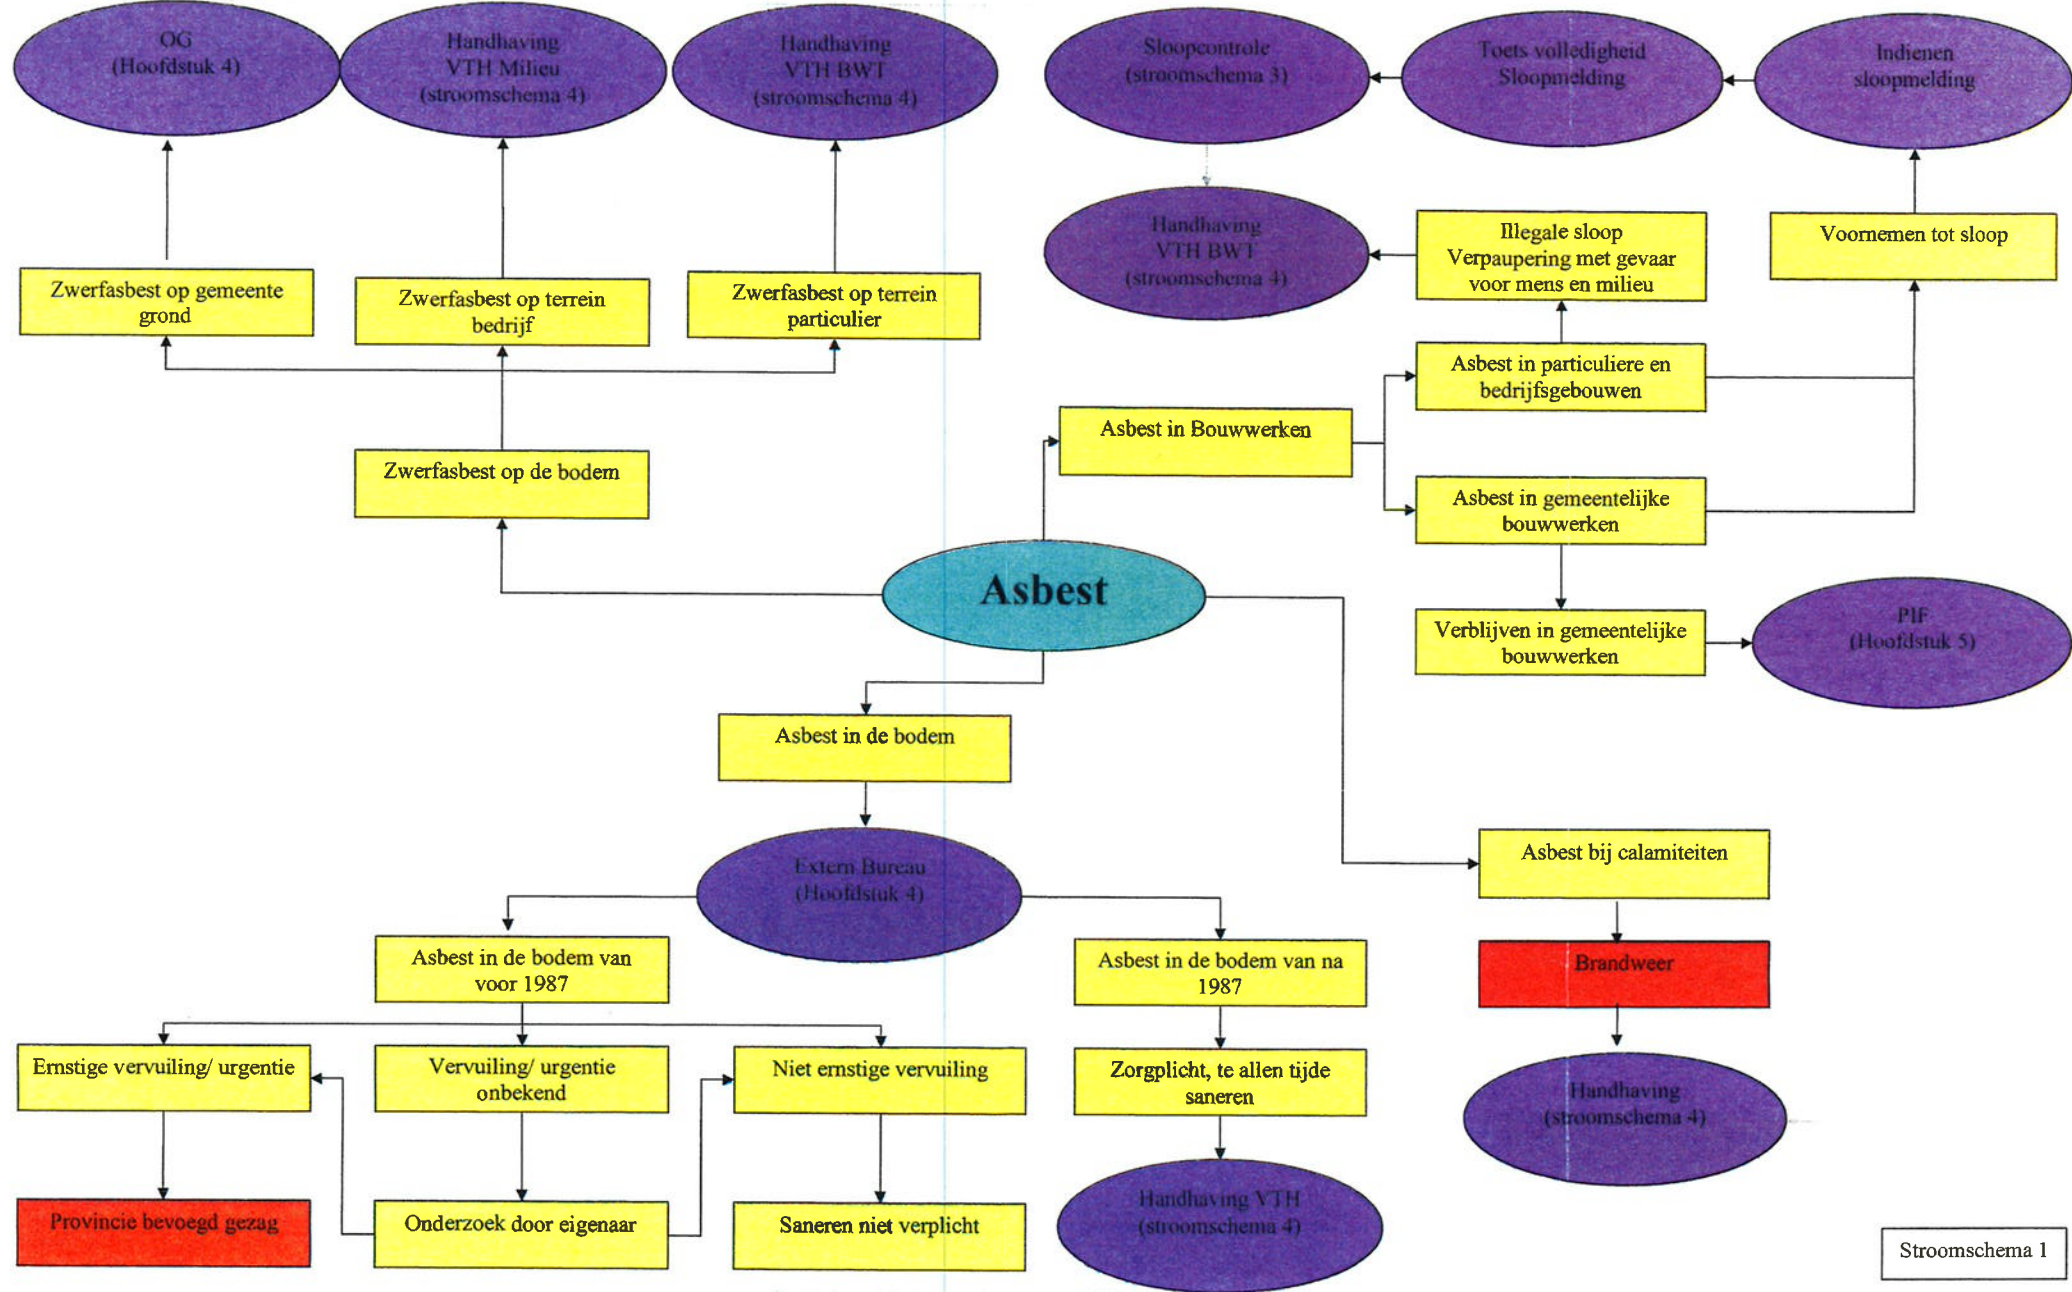 OG
(Hoofdstuk 4)
Handhaving
VTH Milieu
(stroomschema 4)
Handhaving
VTH BWT
(stroomschema 4)
Sloopcontrole
(stroomschema 3)
Toets volledigheid
Sloopmelding
Indienen
sloopmelding
Handhaving
VTH BWT
(stroomschema 4)
Illegale sloop
Verpaupering met gevaar
voor mens en milieu
Voornemen tot sloop
Zwerfasbest op gemeente
grond
Zwerfasbest op terrein
bedrijf
Zwerfasbest op terrein
particulier
Asbest in particuliere en
bedrijfsgebouwen
Asbest in Bouwwerken
Zwerfasbest op de bodem
Asbest in gemeentelijke
bouwwerken
Asbest
Verblijven in gemeentelijke
bouwwerken
PIF
(Hoofdstuk 5)
Asbest in de bodem
Extern Bureau
(Hoofdstuk 4)
Asbest bij calamiteiten
Asbest in de bodem van
voor 1987
Asbest in de bodem van na
1987
Brandweer
Ernstige vervuiling/ urgentie
Vervuiling/ urgentie
onbekend
Niet ernstige vervuiling
Zorgplicht, te allen tijde
saneren
Handhaving
(stroomschema 4)
Provincie bevoegd gezag
Onderzoek door eigenaar
Saneren niet verplicht
Handhaving VTH
(stroomschema 4)
Stroomschema 1